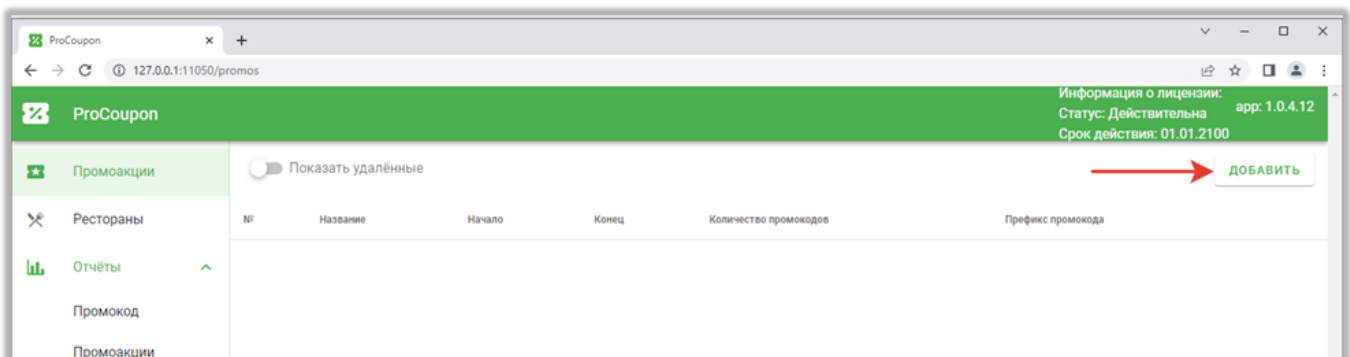 ProCoupon
127.0.0.1:11050/promos
ProCoupon
Информация о лицензии:
Статус: Действительна
Срок действия: 01.01.2100
app: 1.0.4.12
Промоакции
Показать удалённые
ДОБАВИТЬ
Рестораны
№ Название Начало Конец Количество промокодов Префикс промокода
Отчёты
Промокод
Промоакции